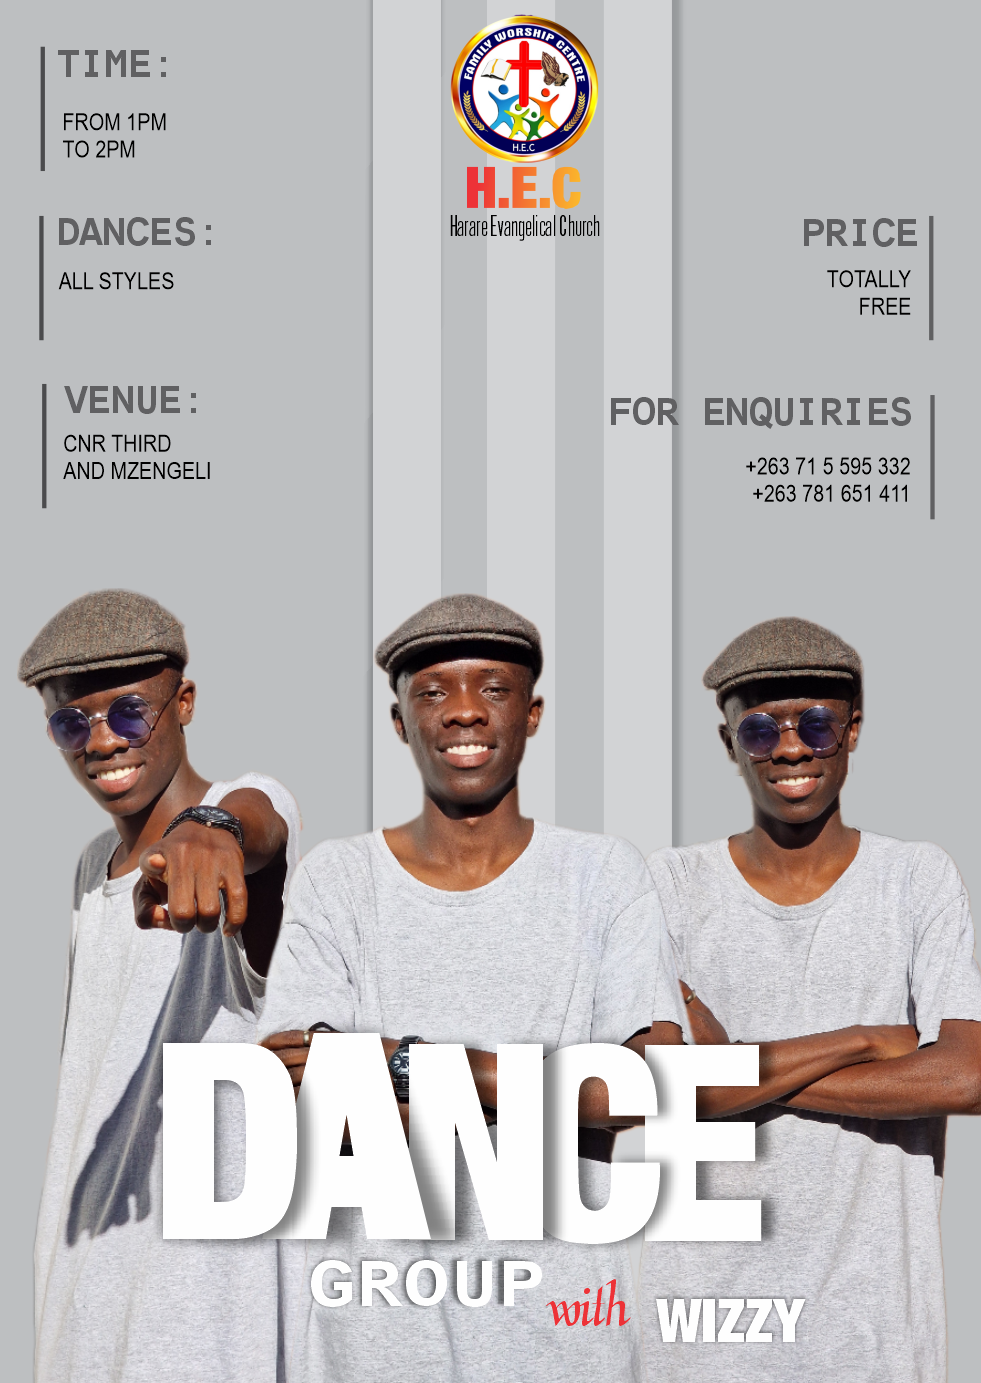 FAMILY WORSHIP CENTRE
H.E.C
H.E.C
Harare Evangelical Church
TIME:
FROM 1PM
TO 2PM
DANCES:
ALL STYLES
VENUE:
CNR THIRD
AND MZENGELI
PRICE
TOTALLY
FREE
FOR ENQUIRIES
+263 71 5 595 332
+263 781 651 411
DANCE
GROUP with WIZZY